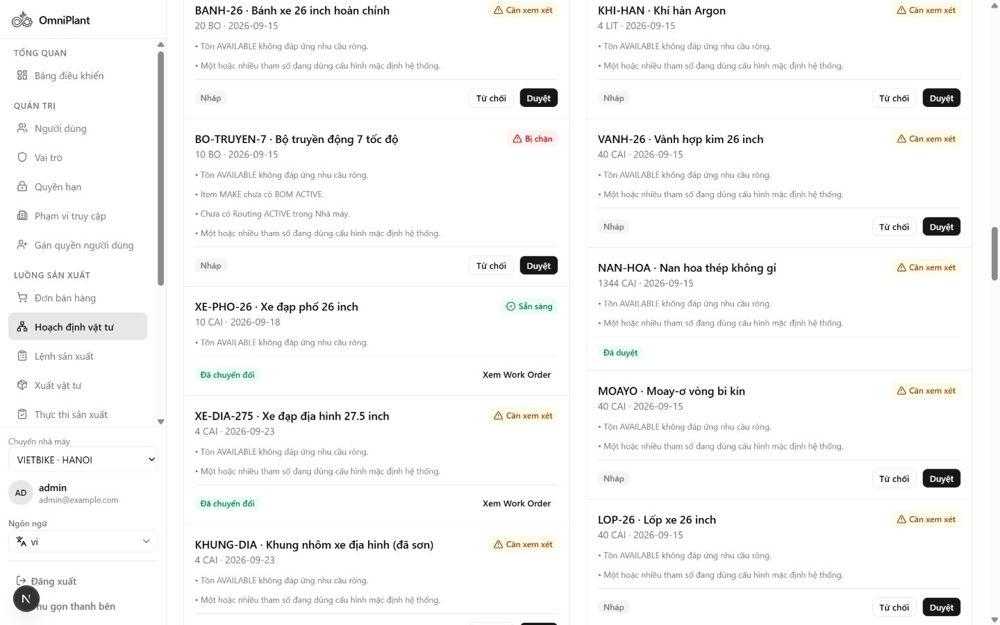 OmniPlant
TỔNG QUAN
Bảng điều khiển
QUẢN TRỊ
Người dùng
Vai trò
Quyền hạn
Phạm vi truy cập
Gán quyền người dùng
LUỒNG SẢN XUẤT
Đơn bán hàng
Hoạch định vật tư
Lệnh sản xuất
Xuất vật tư
Thực thi sản xuất
Chuyển nhà máy
VIETBIKE · HANOI
AD
admin
admin@example.com
Ngôn ngữ
vi
Đăng xuất
N
hu gọn thanh bên
BANH-26 · Bánh xe 26 inch hoàn chỉnh
Cần xem xét
20 BO · 2026-09-15
• Tồn AVAILABLE không đáp ứng nhu cầu ròng.
• Một hoặc nhiều tham số đang dùng cấu hình mặc định hệ thống.
Nháp
Từ chối
Duyệt
BO-TRUYEN-7 · Bộ truyền động 7 tốc độ
Bị chặn
10 BO · 2026-09-15
• Tồn AVAILABLE không đáp ứng nhu cầu ròng.
• Item MAKE chưa có BOM ACTIVE.
• Chưa có Routing ACTIVE trong Nhà máy.
• Một hoặc nhiều tham số đang dùng cấu hình mặc định hệ thống.
Nháp
Từ chối
Duyệt
XE-PHO-26 · Xe đạp phố 26 inch
Sẵn sàng
10 CAI · 2026-09-18
• Tồn AVAILABLE không đáp ứng nhu cầu ròng.
Đã chuyển đổi
Xem Work Order
XE-DIA-275 · Xe đạp địa hình 27.5 inch
Cần xem xét
4 CAI · 2026-09-23
• Tồn AVAILABLE không đáp ứng nhu cầu ròng.
• Một hoặc nhiều tham số đang dùng cấu hình mặc định hệ thống.
Đã chuyển đổi
Xem Work Order
KHUNG-DIA · Khung nhôm xe địa hình (đã sơn)
Cần xem xét
4 CAI · 2026-09-23
• Tồn AVAILABLE không đáp ứng nhu cầu ròng.
• Một hoặc nhiều tham số đang dùng cấu hình mặc định hệ thống.
KHI-HAN · Khí hàn Argon
Cần xem xét
4 LIT · 2026-09-15
• Tồn AVAILABLE không đáp ứng nhu cầu ròng.
• Một hoặc nhiều tham số đang dùng cấu hình mặc định hệ thống.
Nháp
Từ chối
Duyệt
VANH-26 · Vành hợp kim 26 inch
Cần xem xét
40 CAI · 2026-09-15
• Tồn AVAILABLE không đáp ứng nhu cầu ròng.
• Một hoặc nhiều tham số đang dùng cấu hình mặc định hệ thống.
Nháp
Từ chối
Duyệt
NAN-HOA · Nan hoa thép không gỉ
Cần xem xét
1344 CAI · 2026-09-15
• Tồn AVAILABLE không đáp ứng nhu cầu ròng.
• Một hoặc nhiều tham số đang dùng cấu hình mặc định hệ thống.
Đã duyệt
MOAYO · Moay-ơ vòng bi kín
Cần xem xét
40 CAI · 2026-09-15
• Tồn AVAILABLE không đáp ứng nhu cầu ròng.
• Một hoặc nhiều tham số đang dùng cấu hình mặc định hệ thống.
Nháp
Từ chối
Duyệt
LOP-26 · Lốp xe 26 inch
Cần xem xét
40 CAI · 2026-09-15
• Tồn AVAILABLE không đáp ứng nhu cầu ròng.
• Một hoặc nhiều tham số đang dùng cấu hình mặc định hệ thống.
Nháp
Từ chối
Duyệt